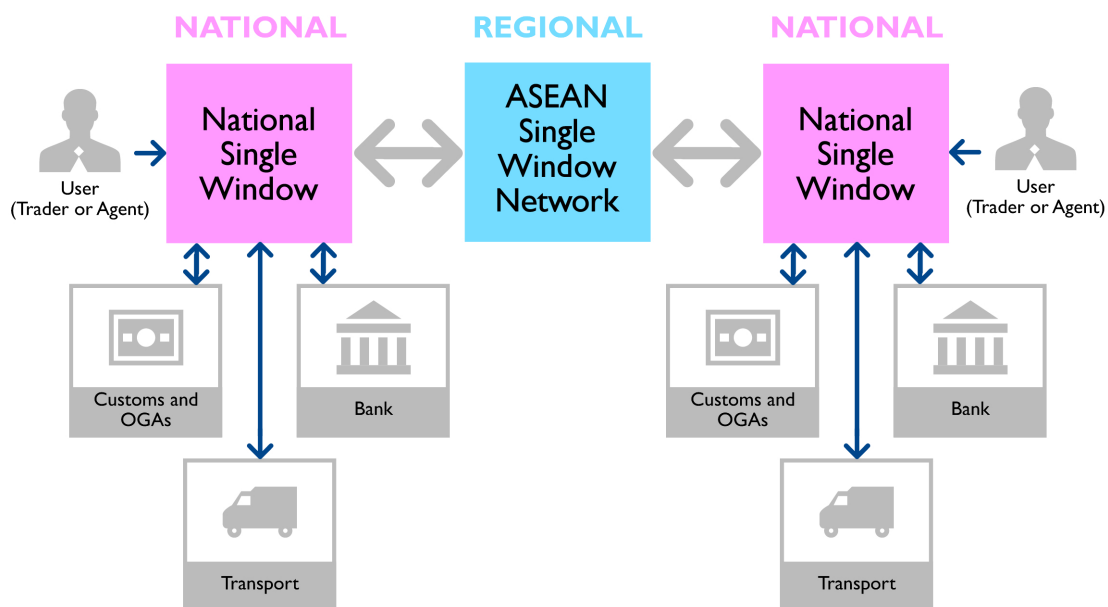 NATIONAL
REGIONAL
NATIONAL
National
Single
Window
ASEAN
Single
Window
Network
National
Single
Window
User
(Trader or Agent)
User
(Trader or Agent)
Customs and
OGAs
Bank
Transport
Customs and
OGAs
Bank
Transport